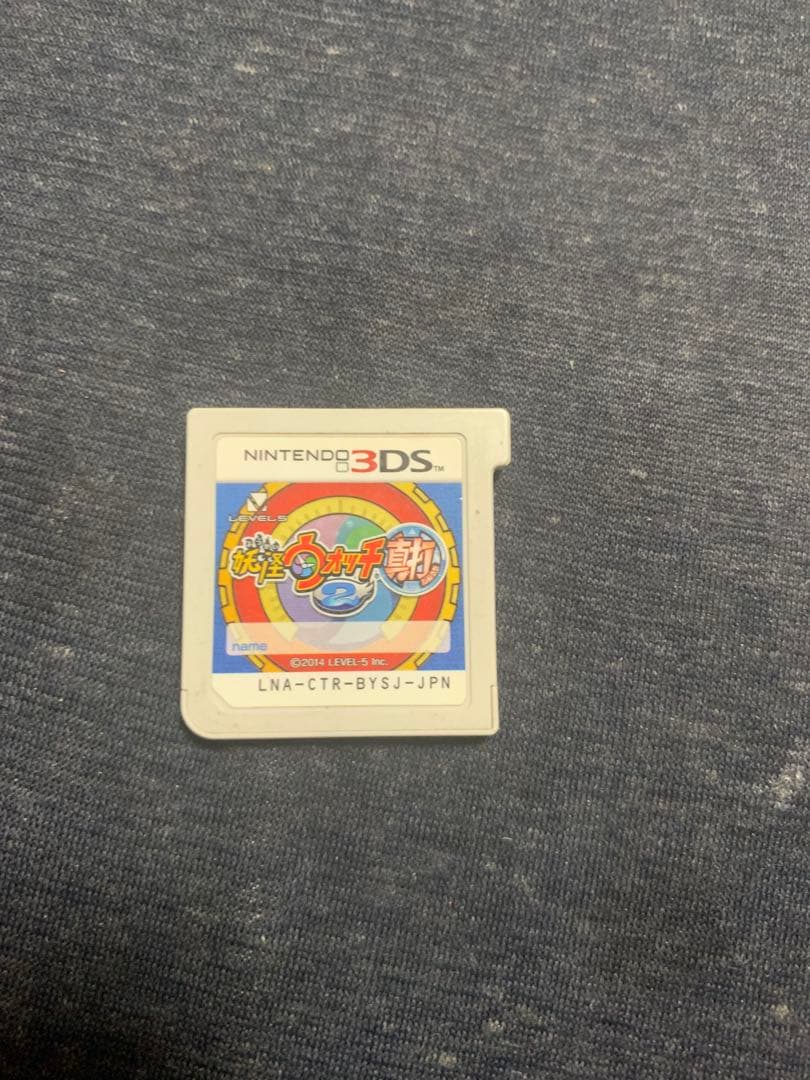 NINTENDO 3DS™
LEVEL5
妖怪ウォッチ
真打
2
name
©2014 LEVEL-5 Inc.
LNA-CTR-BYSJ-JPN